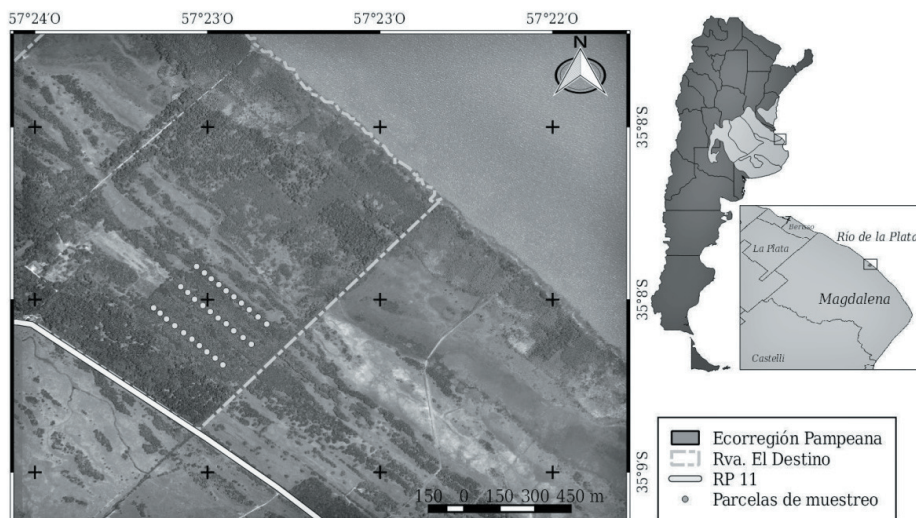 57°24'O
57°23'O
57°23'O
57°22'O
N
35°8'S
35°8'S
35°9'S
150 0 150 300 450 m
Berisso
Río de la Plata
La Plata
Magdalena
Castelli
Ecorregión Pampeana
Rva. El Destino
RP 11
Parcelas de muestreo